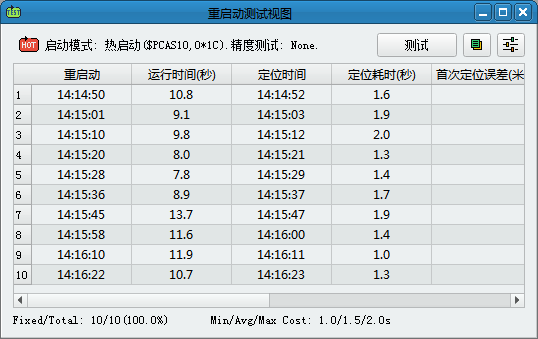 重启动测试视图
HOT 启动模式: 热启动($PCAS10,0*1C).精度测试: None. 测试
重启动 运行时间(秒) 定位时间 定位耗时(秒) 首次定位误差(米
1 14:14:50 10.8 14:14:52 1.6
2 14:15:01 9.1 14:15:03 1.9
3 14:15:10 9.8 14:15:12 2.0
4 14:15:20 8.0 14:15:21 1.3
5 14:15:28 7.8 14:15:29 1.4
6 14:15:36 8.9 14:15:37 1.7
7 14:15:45 13.7 14:15:47 1.9
8 14:15:58 11.6 14:16:00 1.4
9 14:16:10 11.9 14:16:11 1.0
10 14:16:22 10.7 14:16:23 1.3
Fixed/Total: 10/10(100.0%) Min/Avg/Max Cost: 1.0/1.5/2.0s